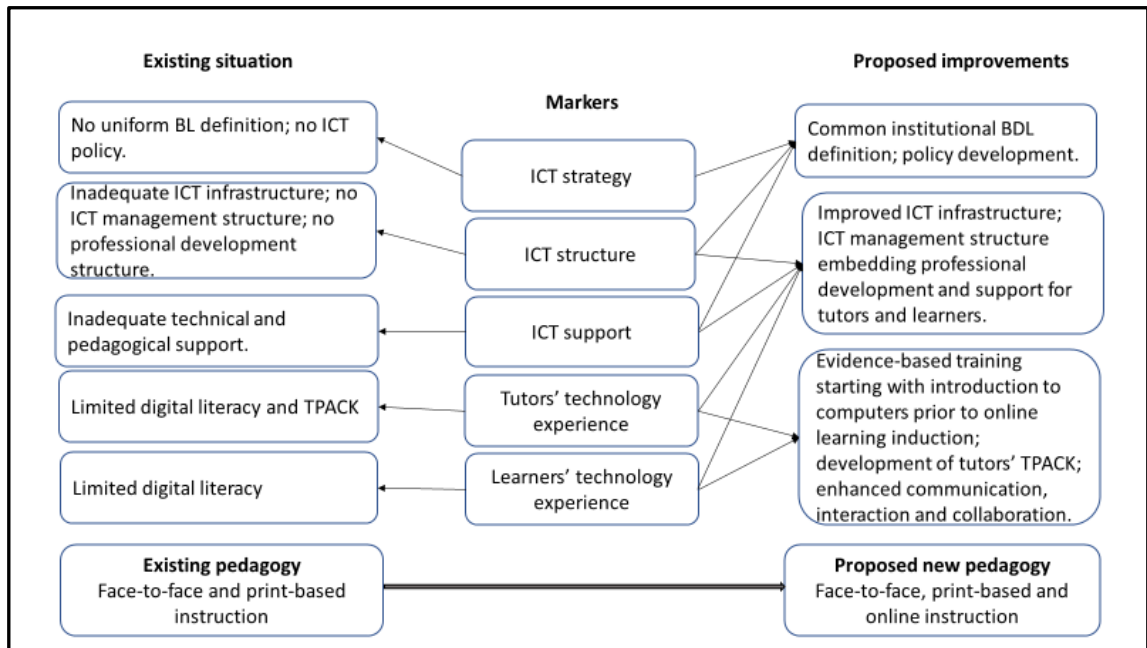 Existing situation
Proposed improvements
Markers
No uniform BL definition; no ICT
policy.
Inadequate ICT infrastructure; no
ICT management structure; no
professional development
structure.
Inadequate technical and
pedagogical support.
Limited digital literacy and TPACK
Limited digital literacy
ICT strategy
ICT structure
ICT support
Tutors’ technology
experience
Learners’ technology
experience
Common institutional BDL
definition; policy development.
Improved ICT infrastructure;
ICT management structure
embedding professional
development and support for
tutors and learners.
Evidence-based training
starting with introduction to
computers prior to online
learning induction;
development of tutors’ TPACK;
enhanced communication,
interaction and collaboration.
Existing pedagogy
Face-to-face and print-based
instruction
Proposed new pedagogy
Face-to-face, print-based and
online instruction